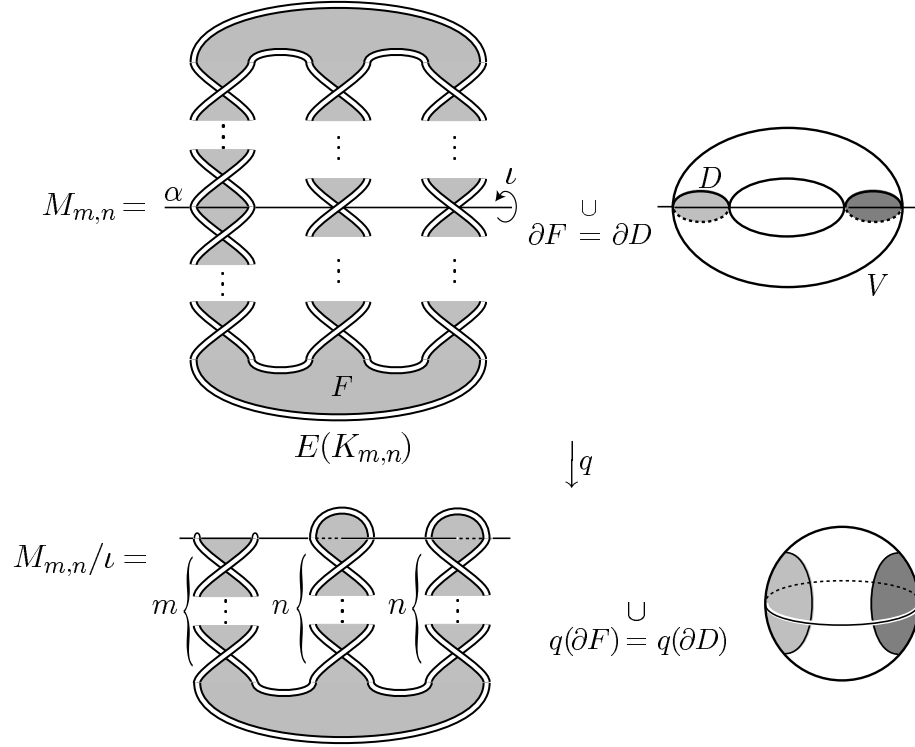 α
ι
M_{m,n} =
∪
∂F = ∂D
D
V
F
E(K_{m,n})
q
M_{m,n}/ι =
m
n
n
∪
q(∂F) = q(∂D)